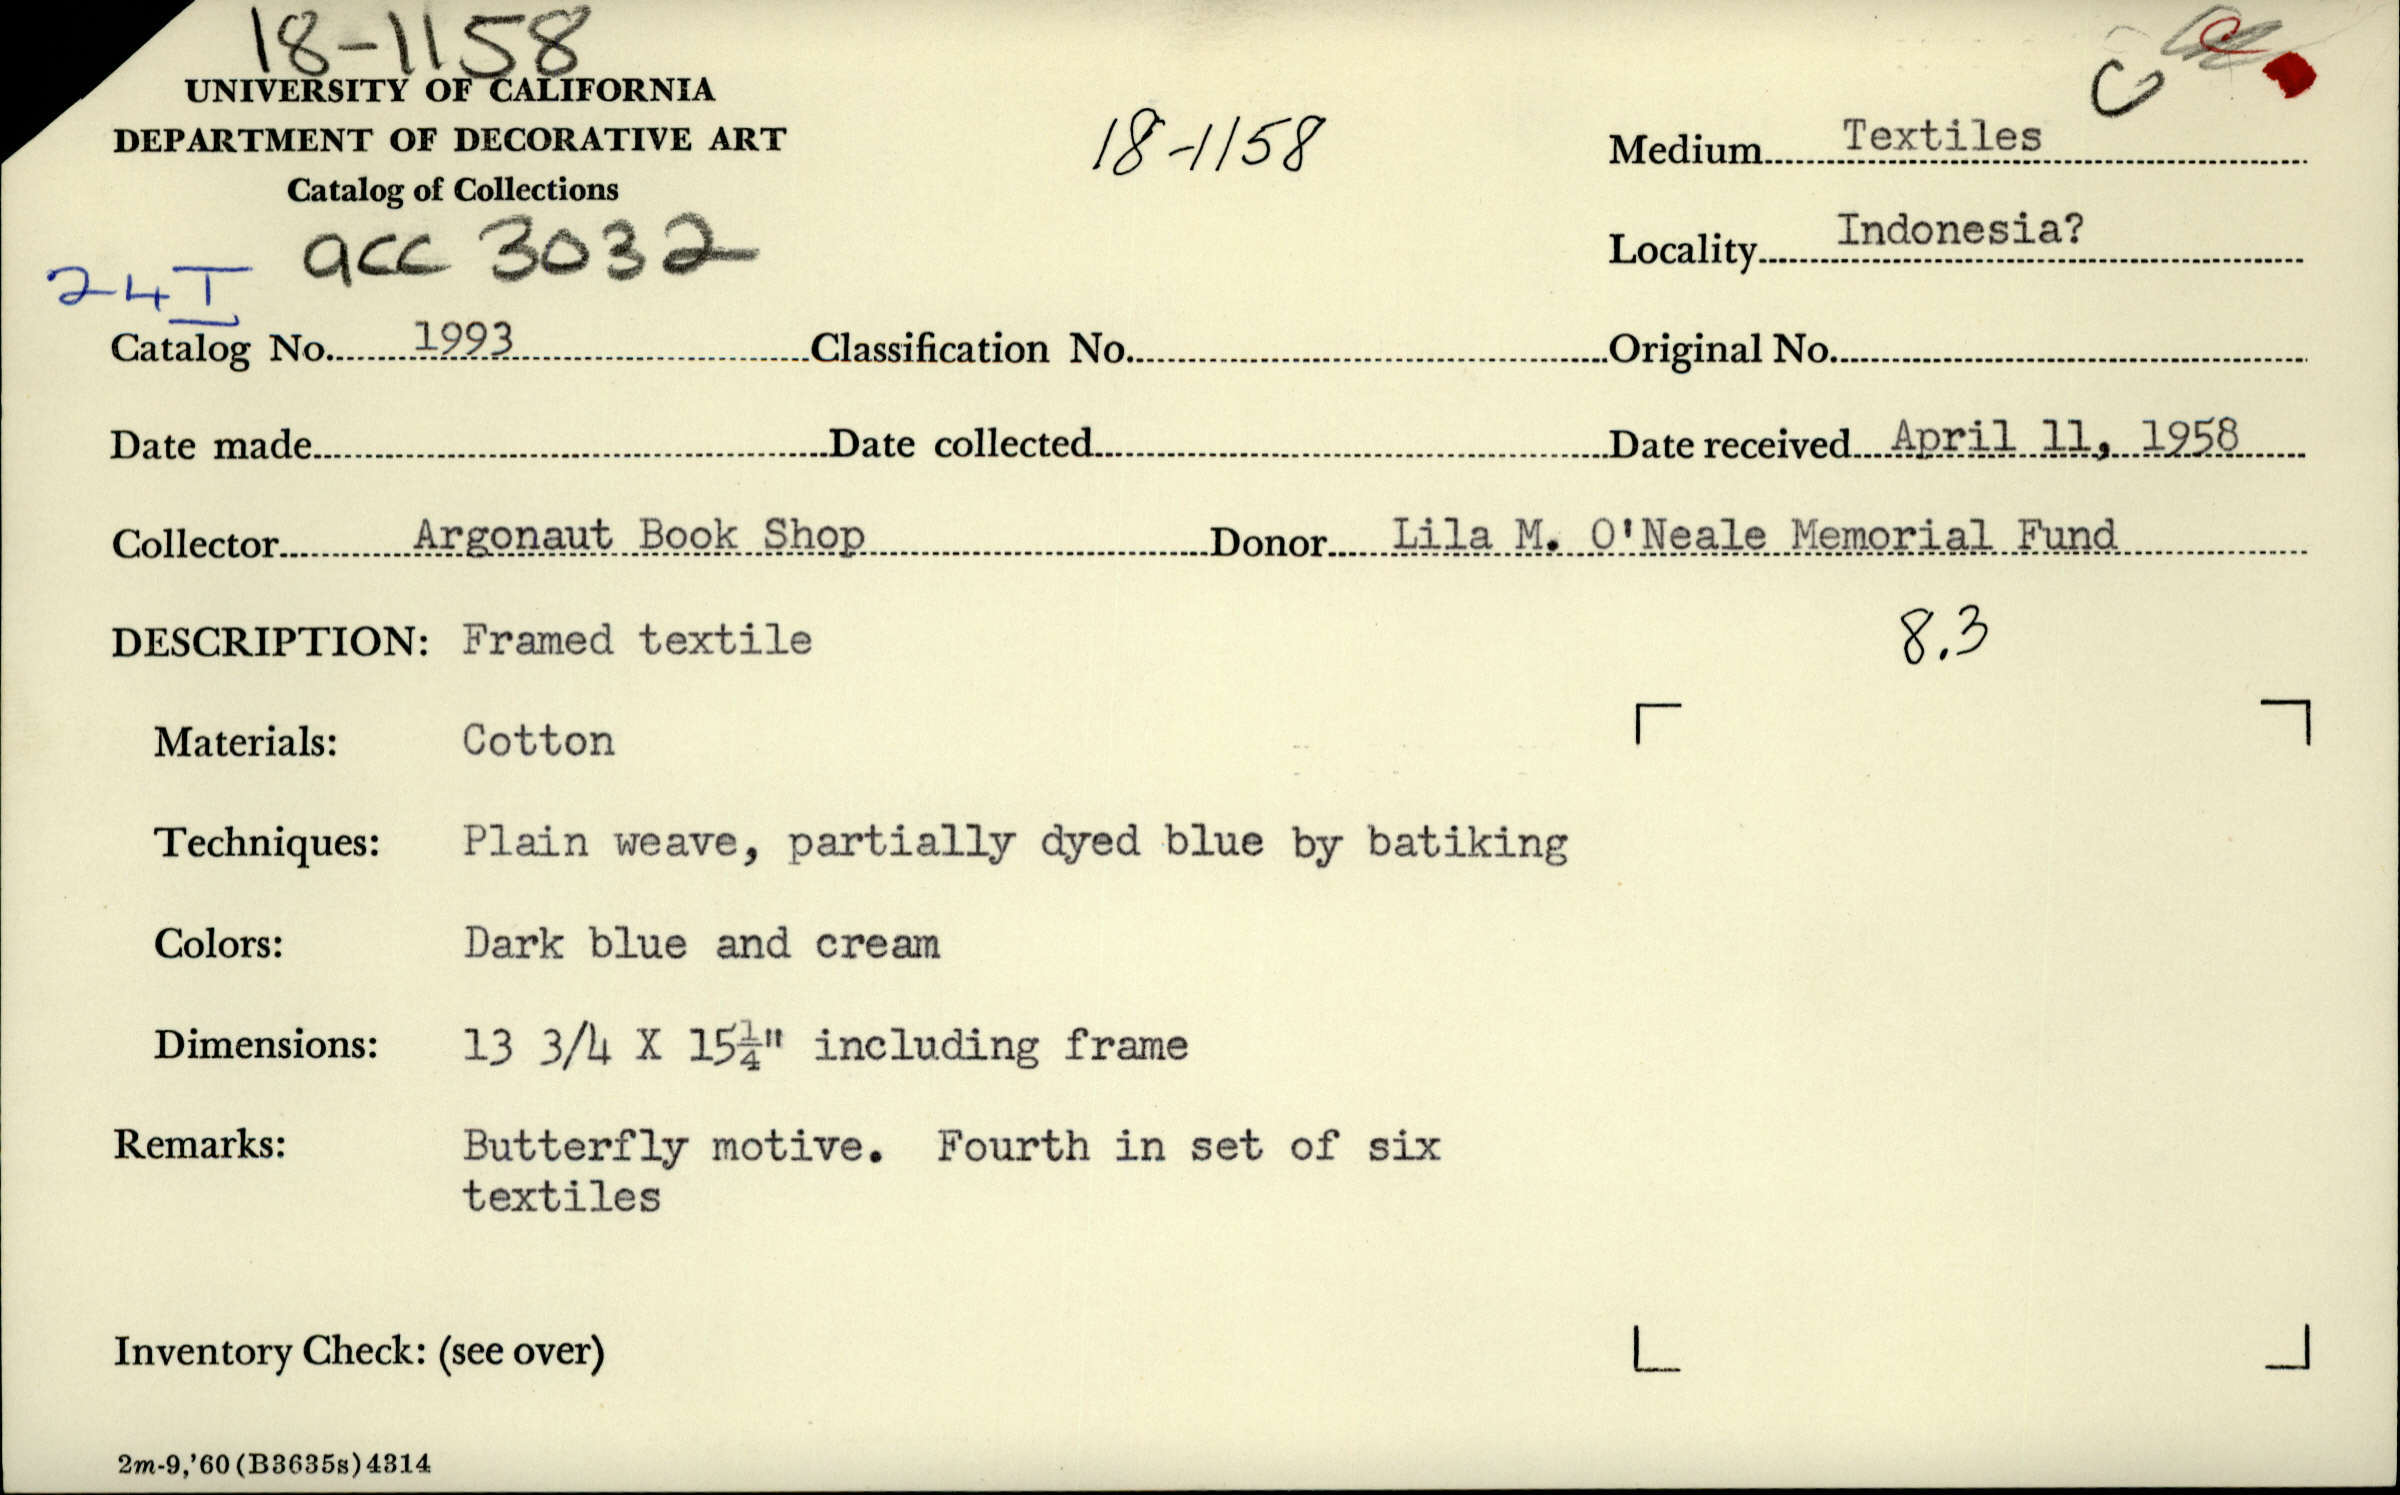 18-1158
UNIVERSITY OF CALIFORNIA
DEPARTMENT OF DECORATIVE ART
Catalog of Collections
18-1158
C
Medium Textiles
Locality Indonesia?
acc 3032
24I
Catalog No. 1993 Classification No. Original No.
Date made Date collected Date received April 11, 1958
Collector Argonaut Book Shop Donor Lila M. O'Neale Memorial Fund
DESCRIPTION: Framed textile
8.3
Materials: Cotton
Techniques: Plain weave, partially dyed blue by batiking
Colors: Dark blue and cream
Dimensions: 13 3/4 X 15¼" including frame
Remarks: Butterfly motive. Fourth in set of six
textiles
Inventory Check: (see over)
2m-9,'60(B3635s)4314